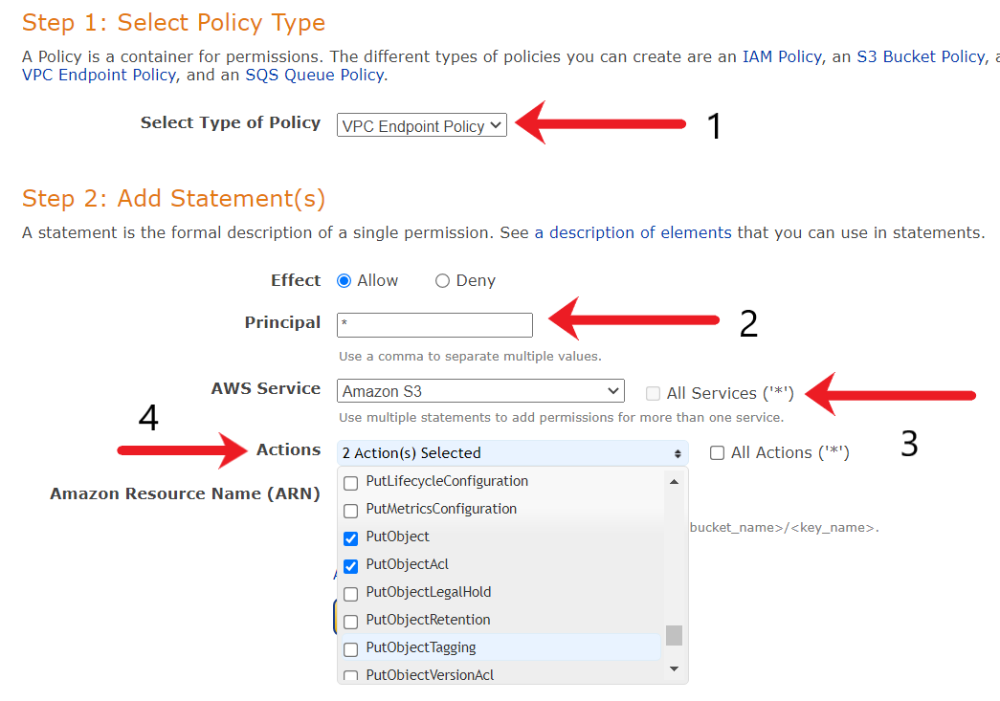 Step 1: Select Policy Type
A Policy is a container for permissions. The different types of policies you can create are an IAM Policy, an S3 Bucket Policy, a
VPC Endpoint Policy, and an SQS Queue Policy.
Select Type of Policy VPC Endpoint Policy 1
Step 2: Add Statement(s)
A statement is the formal description of a single permission. See a description of elements that you can use in statements.
Effect Allow Deny
Principal * 2
Use a comma to separate multiple values.
AWS Service Amazon S3 All Services ('*')
Use multiple statements to add permissions for more than one service.
4
3
Actions 2 Action(s) Selected All Actions ('*')
PutLifecycleConfiguration
Amazon Resource Name (ARN)
PutMetricsConfiguration
bucket_name>/<key_name>.
PutObject
PutObjectAcl
PutObjectLegalHold
PutObjectRetention
PutObjectTagging
PutObjectVersionAcl